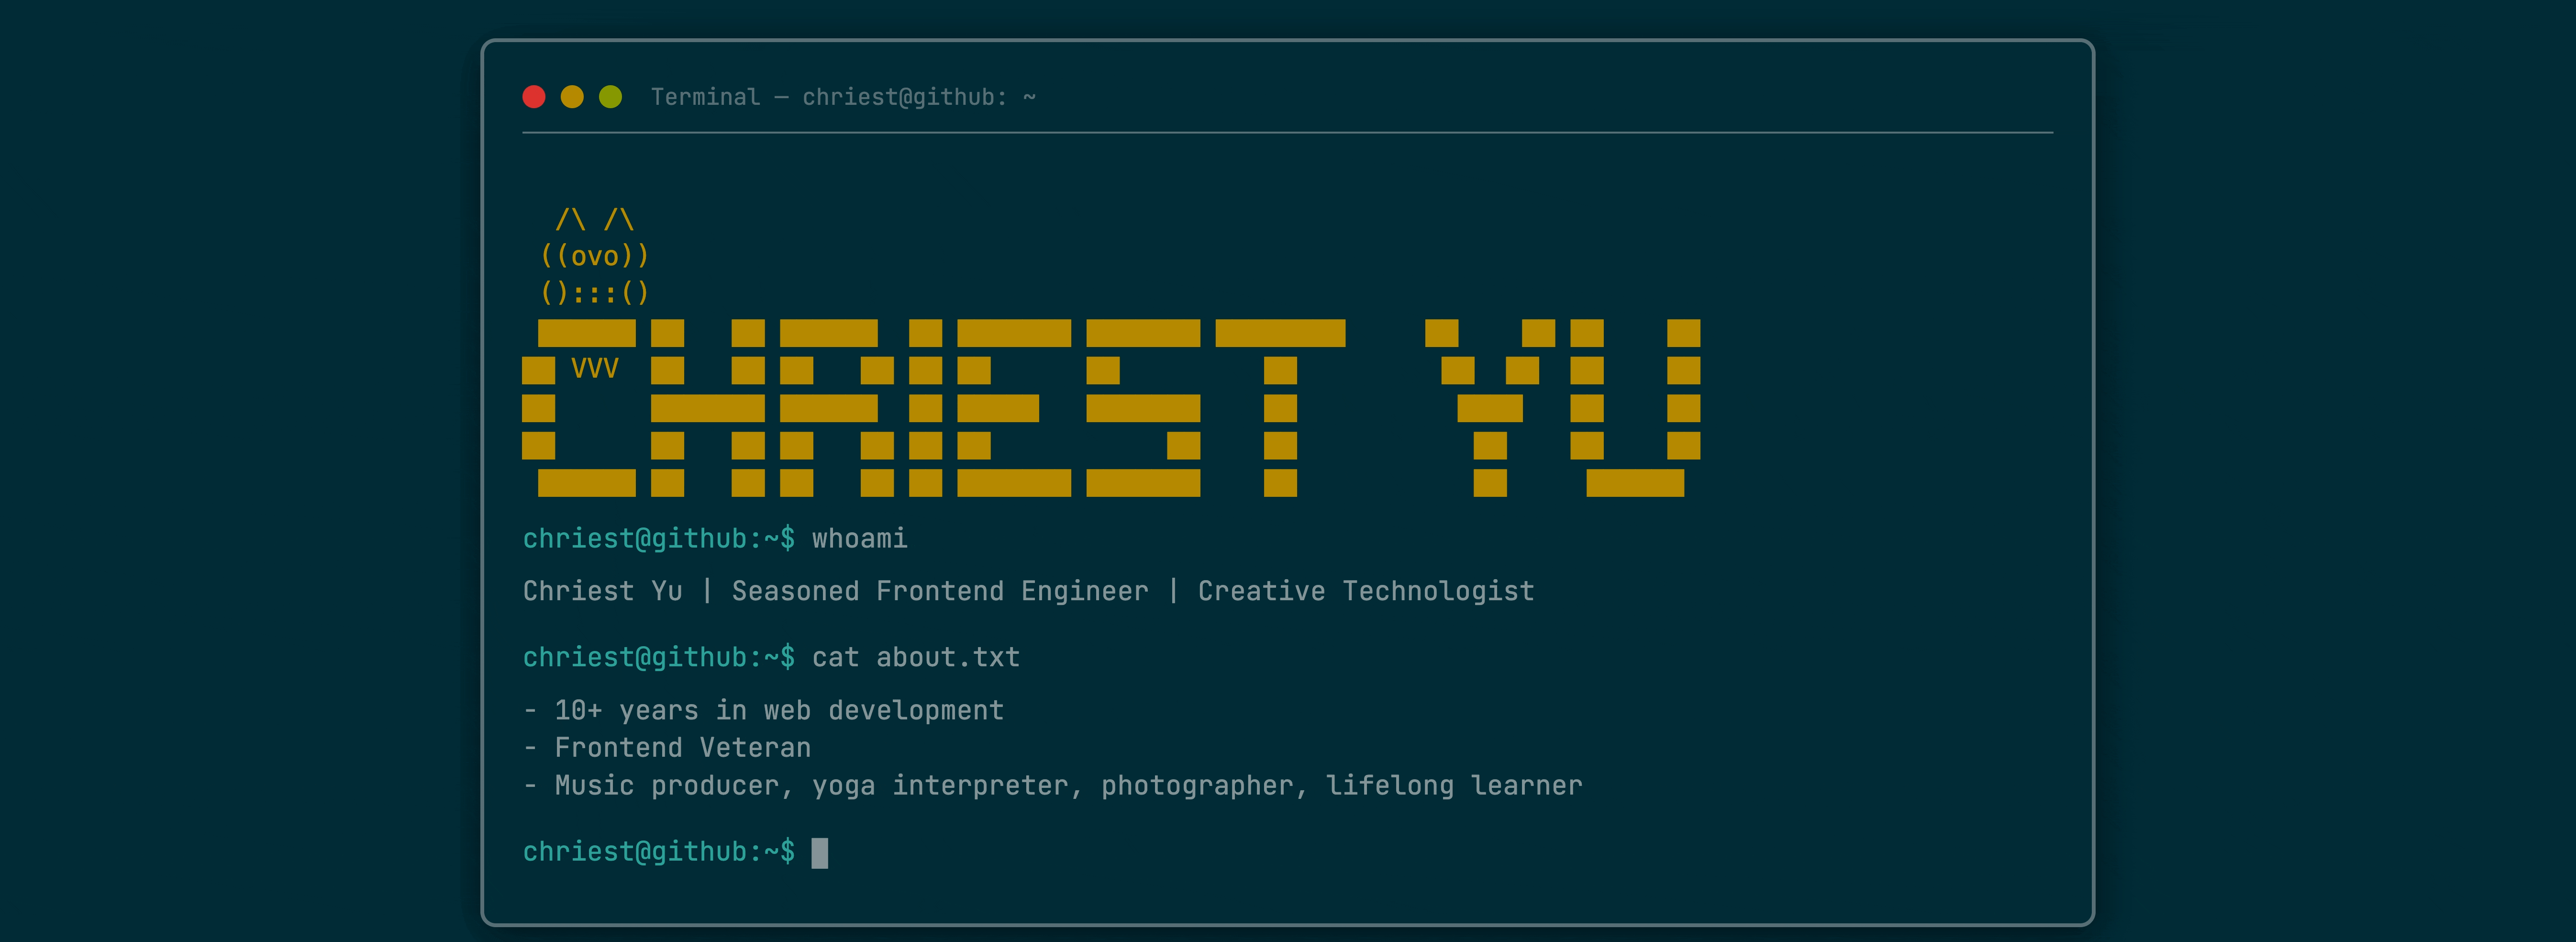 Terminal — chriest@github: ~
/\ /\
((ovo))
():::()
CHRIEST YU
VVV
chriest@github:~$ whoami
Chriest Yu | Seasoned Frontend Engineer | Creative Technologist
chriest@github:~$ cat about.txt
- 10+ years in web development
- Frontend Veteran
- Music producer, yoga interpreter, photographer, lifelong learner
chriest@github:~$